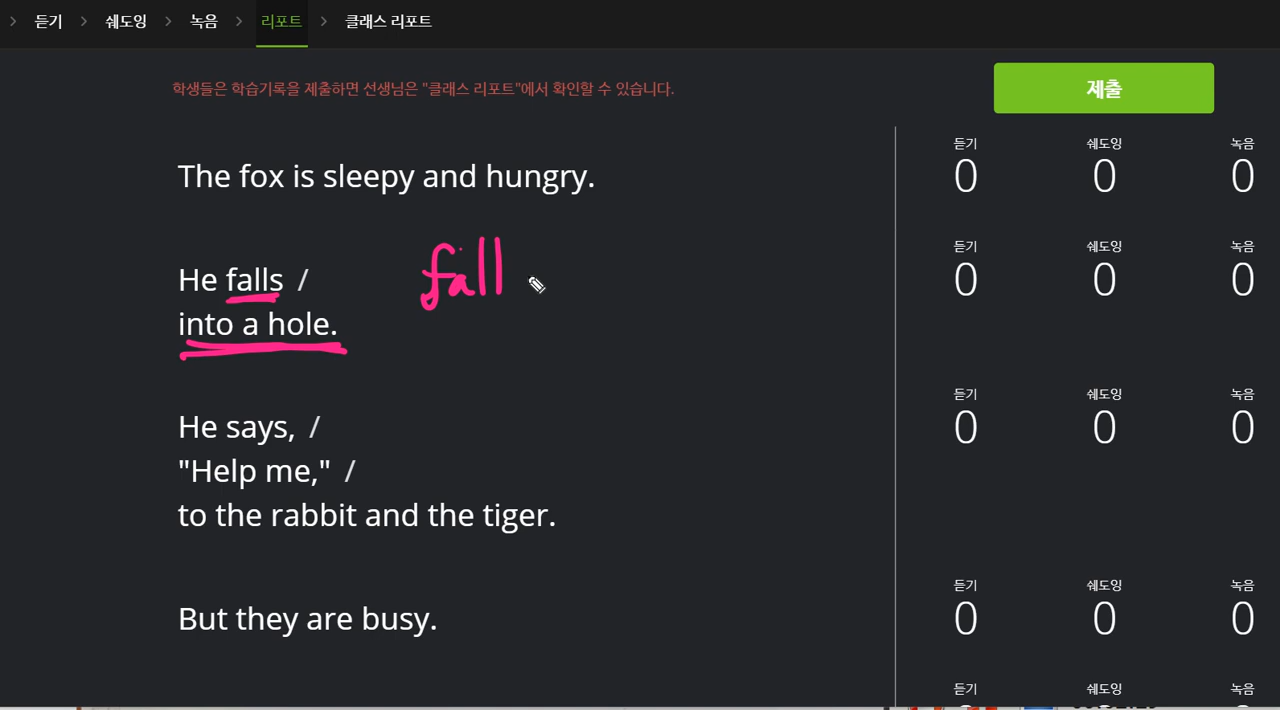 듣기 > 쉐도잉 > 녹음 > 리포트 > 클래스 리포트
학생들은 학습기록을 제출하면 선생님은 "클래스 리포트"에서 확인할 수 있습니다.
제출
The fox is sleepy and hungry.
듣기 쉐도잉 녹음
0 0 0
He falls /
into a hole.
fall
듣기 쉐도잉 녹음
0 0 0
He says, /
"Help me," /
to the rabbit and the tiger.
듣기 쉐도잉 녹음
0 0 0
But they are busy.
듣기 쉐도잉 녹음
0 0 0
듣기 쉐도잉 녹음